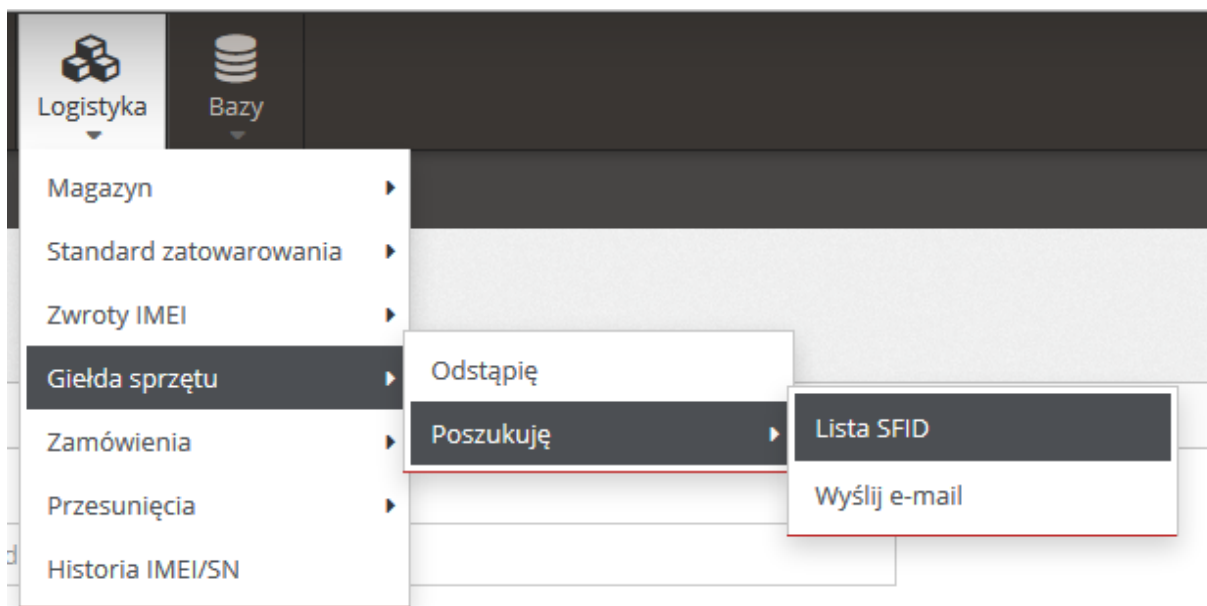 Logistyka
Bazy
Magazyn
Standard zatowarowania
Zwroty IMEI
Giełda sprzętu
Odstąpię
Poszukuję
Lista SFID
Wyślij e-mail
Zamówienia
Przesunięcia
Historia IMEI/SN